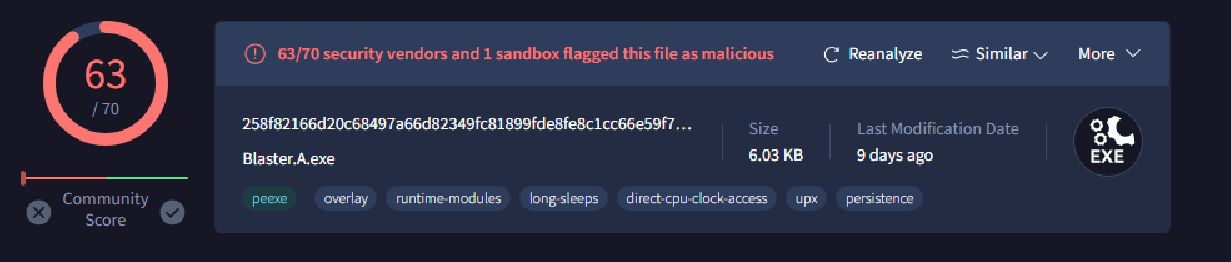 63
/ 70
Community
Score
63/70 security vendors and 1 sandbox flagged this file as malicious
Reanalyze
Similar
More
258f82166d20c68497a66d82349fc81899fde8fe8c1cc66e59f7...
Blaster.A.exe
Size
6.03 KB
Last Modification Date
9 days ago
EXE
peexe
overlay
runtime-modules
long-sleeps
direct-cpu-clock-access
upx
persistence